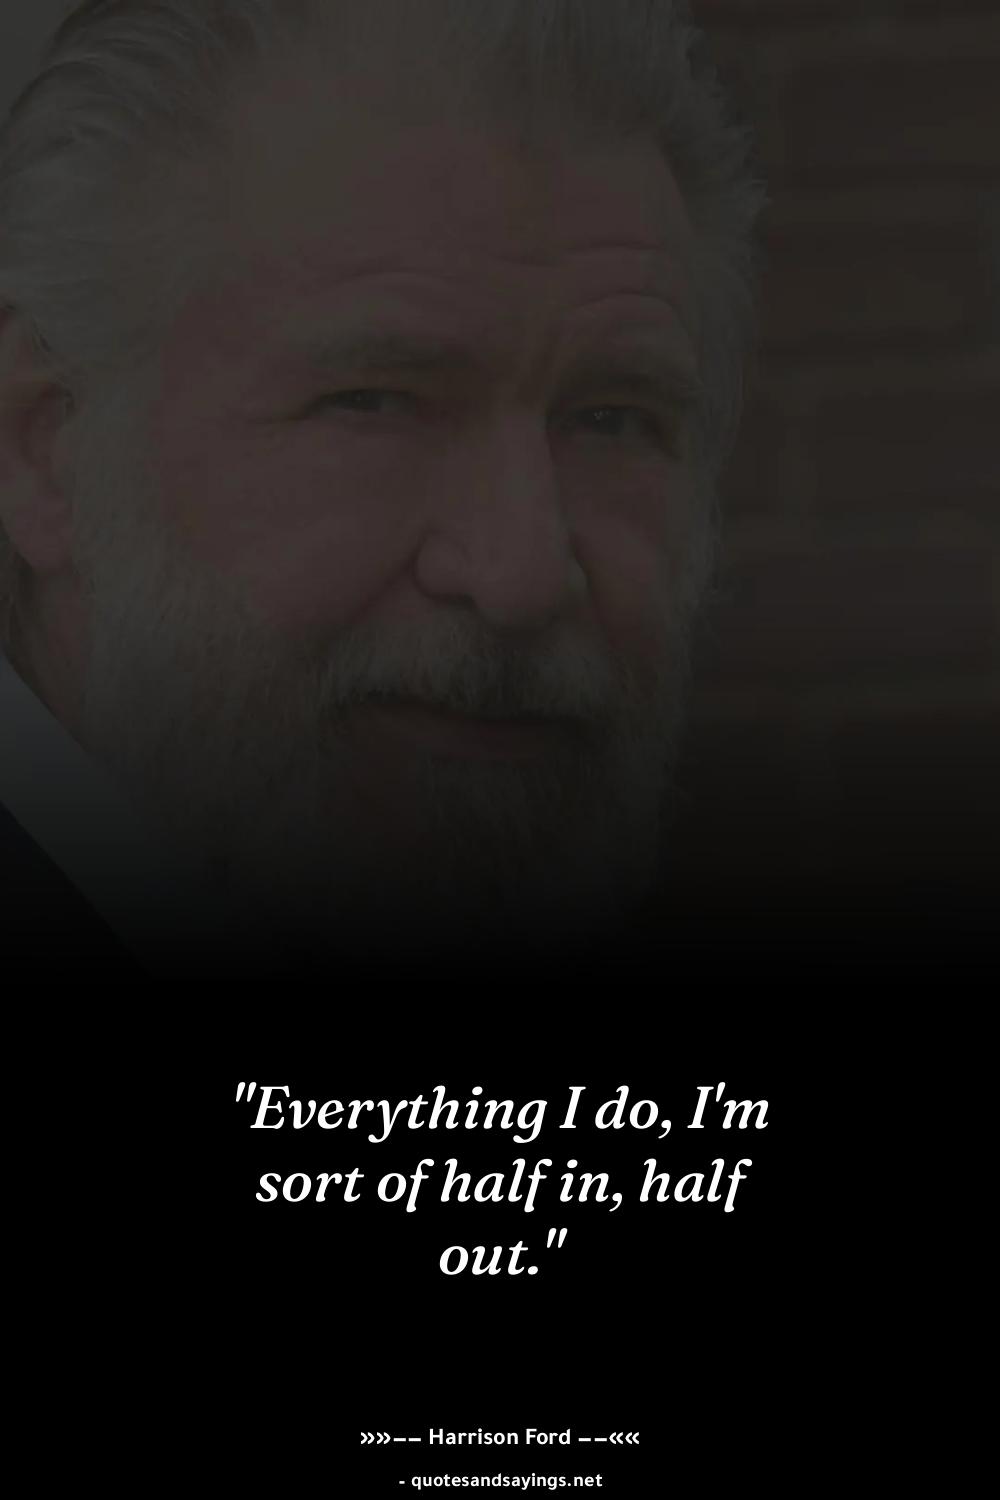 "Everything I do, I'm
sort of half in, half
out."
»»−− Harrison Ford −−««
- quotesandsayings.net